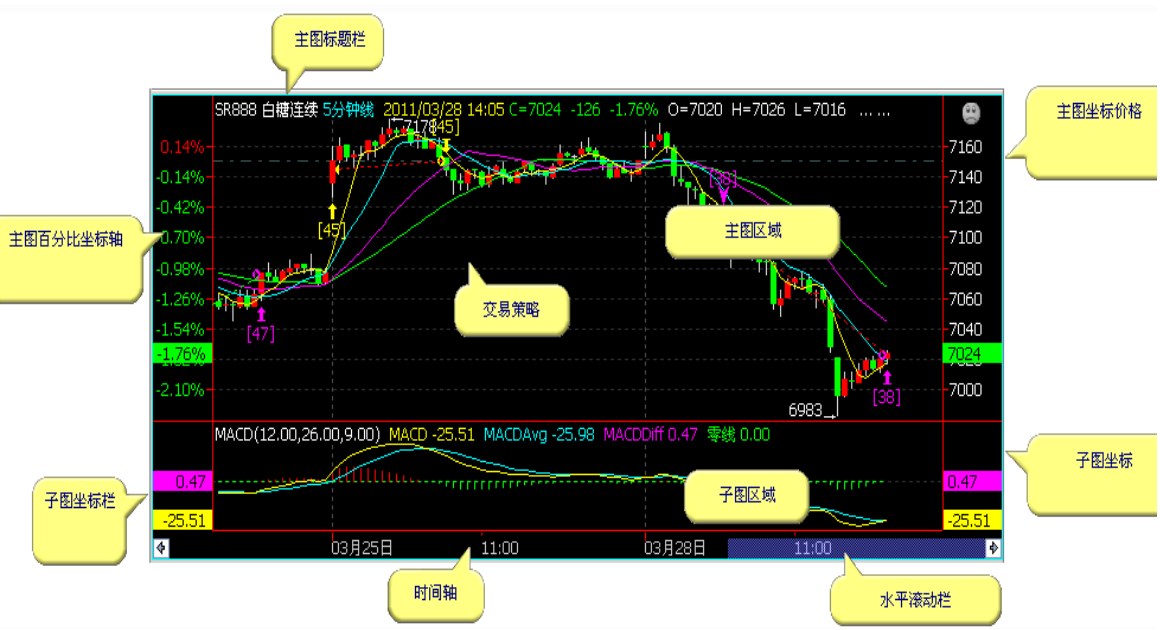 主图标题栏
SR888 白糖连续 5分钟线 2011/03/28 14:05 C=7024 -126 -1.76% O=7020 H=7026 L=7016 ... ...
主图坐标价格
7178
[45]
0.14%
7160
-0.14%
7140
[38]
-0.42%
7120
主图百分比坐标轴
[45]
主图区域
-0.70%
7100
-0.98%
7080
-1.26%
7060
交易策略
[47]
-1.54%
7040
-1.76%
7024
-2.10%
7000
[38]
6983
MACD(12.00,26.00,9.00) MACD -25.51 MACDAvg -25.98 MACDDiff 0.47 零线 0.00
子图坐标
0.47
0.47
子图坐标栏
子图区域
-25.51
-25.51
03月25日 11:00 03月28日 11:00
时间轴
水平滚动栏